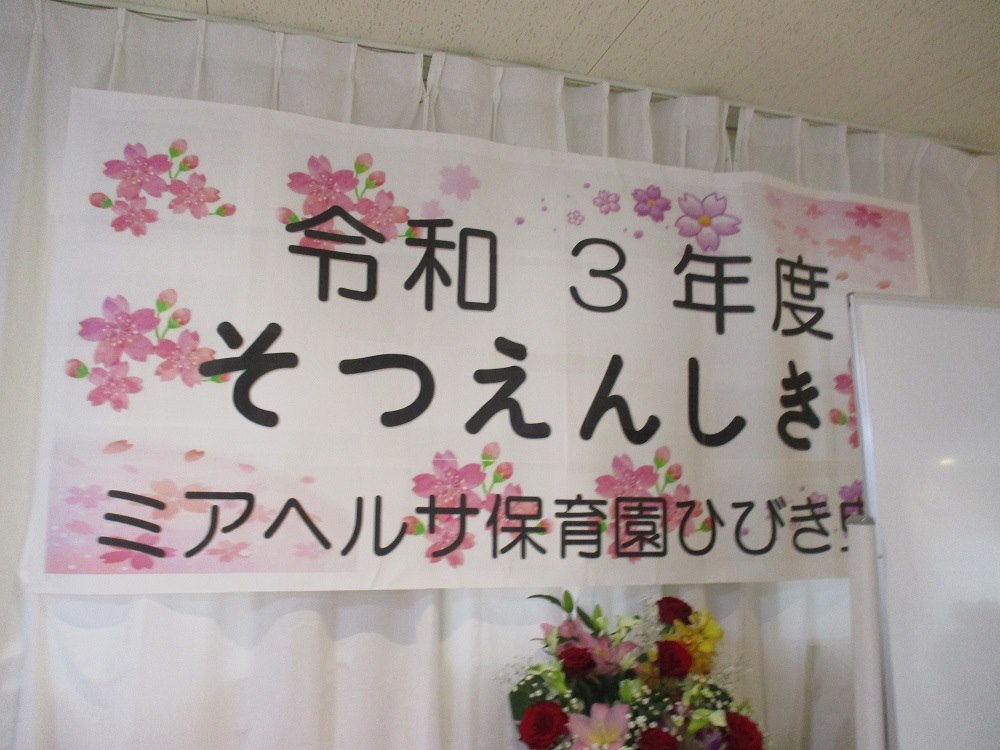 令和 3 年度
そつえんしき
ミアヘルサ保育園ひびき